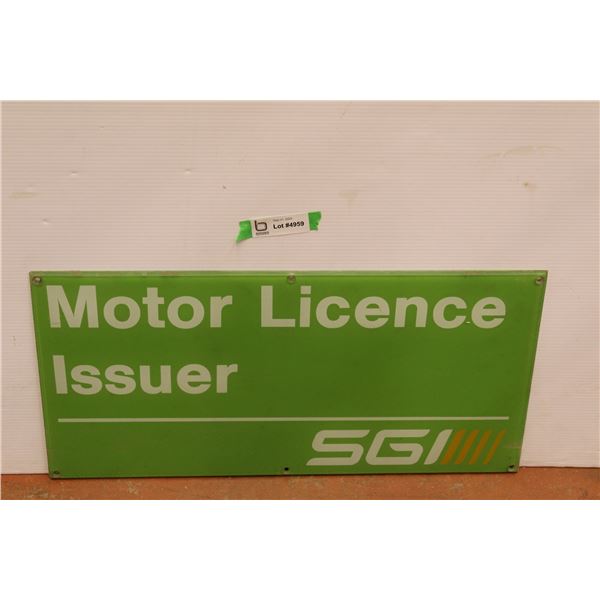 Lot #4959
Motor Licence
Issuer
SGI